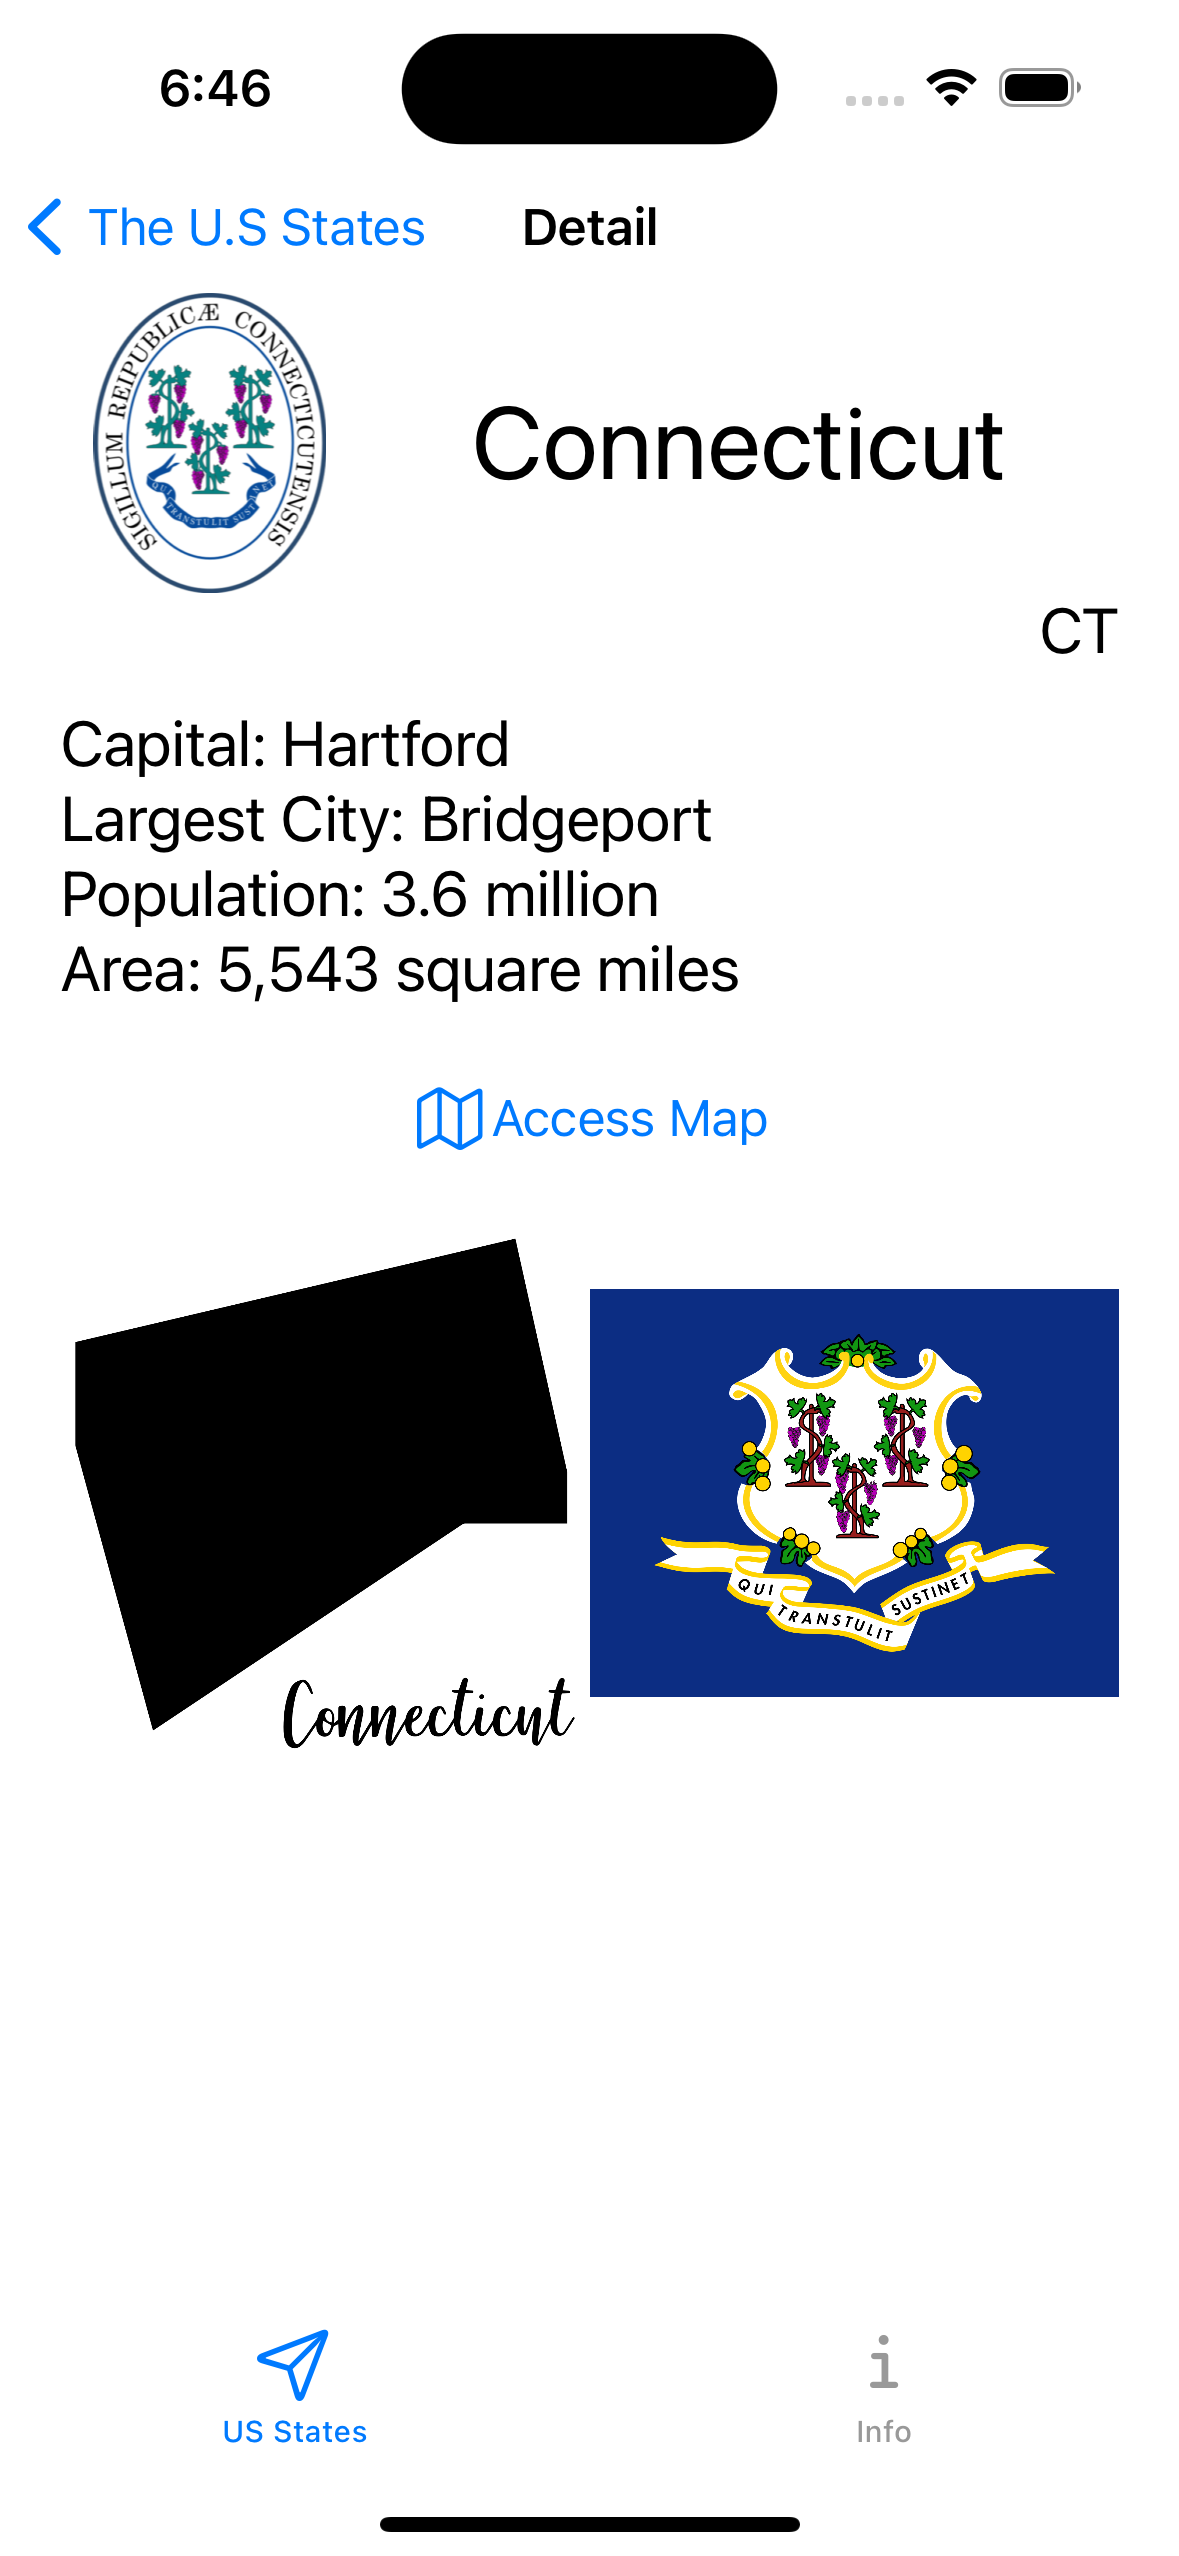 6:46
The U.S States
Detail
SIGILLUM REIPUBLICÆ CONNECTICUTENSIS
QUI TRANSTULIT SUSTINET
Connecticut
CT
Capital: Hartford
Largest City: Bridgeport
Population: 3.6 million
Area: 5,543 square miles
Access Map
Connecticut
QUI TRANSTULIT SUSTINET
US States
Info